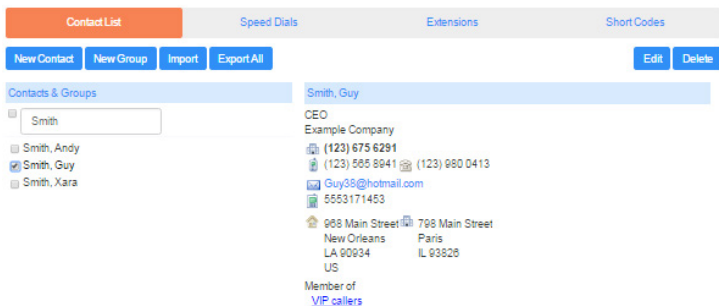 Contact List Speed Dials Extensions Short Codes
New Contact New Group Import Export All Edit Delete
Contacts & Groups
Smith
Smith, Andy
Smith, Guy
Smith, Xara
Smith, Guy
CEO
Example Company
(123) 675 6291
(123) 565 8941 (123) 980 0413
Guy38@hotmail.com
5553171453
968 Main Street 798 Main Street
New Orleans Paris
LA 90934 IL 93826
US
Member of
VIP callers